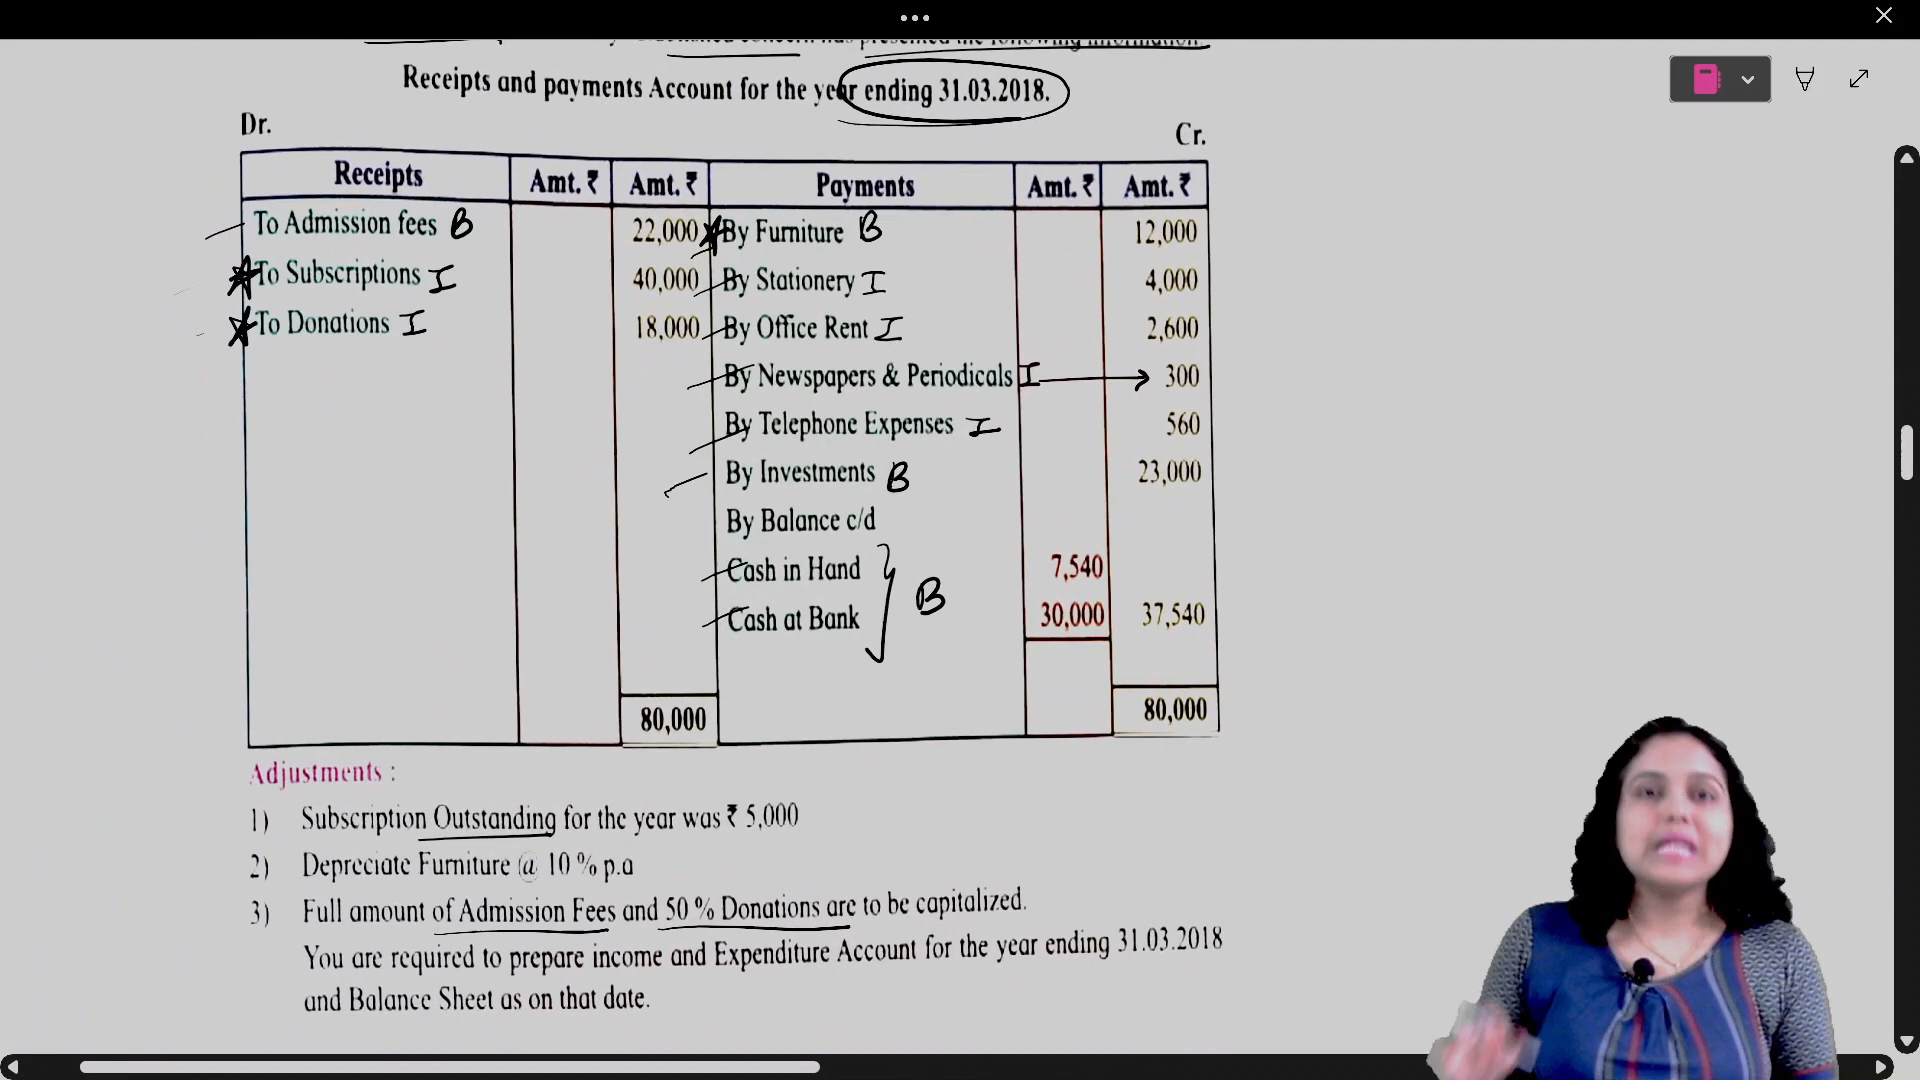 presented the following information.
Receipts and payments Account for the year ending 31.03.2018.
Dr.
Cr.
Receipts Amt. ₹ Amt. ₹ Payments Amt. ₹ Amt. ₹
To Admission fees B 22,000 By Furniture B 12,000
To Subscriptions I 40,000 By Stationery I 4,000
To Donations I 18,000 By Office Rent I 2,600
By Newspapers & Periodicals I 300
By Telephone Expenses I 560
By Investments B 23,000
By Balance c/d
Cash in Hand 7,540
B
Cash at Bank 30,000 37,540
80,000 80,000
Adjustments :
1) Subscription Outstanding for the year was ₹ 5,000
2) Depreciate Furniture @ 10 % p.a
3) Full amount of Admission Fees and 50 % Donations are to be capitalized.
You are required to prepare income and Expenditure Account for the year ending 31.03.2018
and Balance Sheet as on that date.